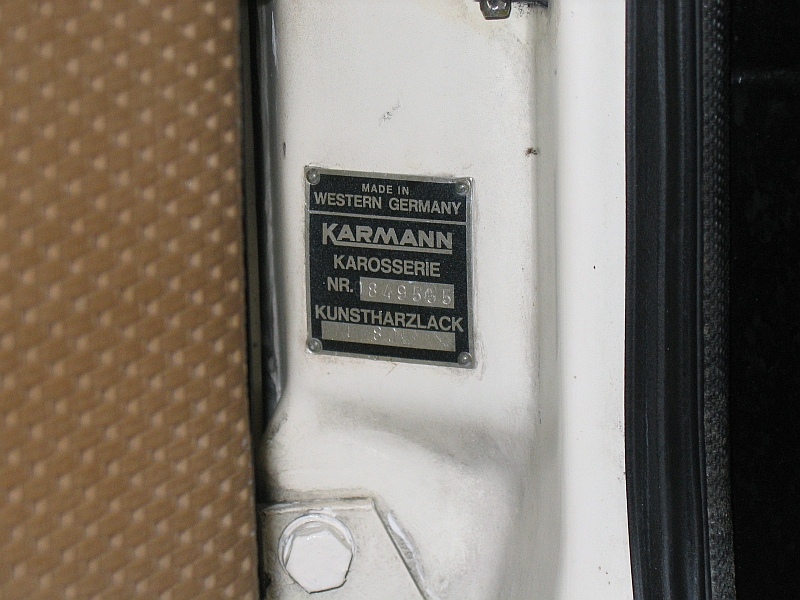 MADE IN
WESTERN GERMANY
KARMANN
KAROSSERIE
NR. 849565
KUNSTHARZLACK